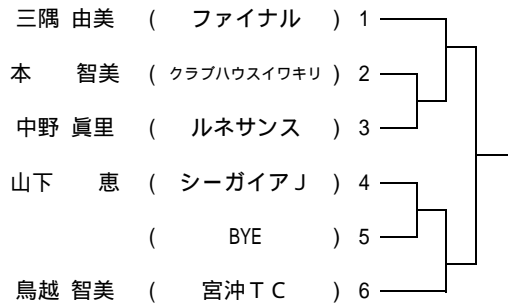 三隅 由美 ( ファイナル ) 1
本 智美 ( クラブハウスイワキリ ) 2
中野 眞里 ( ルネサンス ) 3
山下 恵 ( シーガイアＪ ) 4
( BYE ) 5
鳥越 智美 ( 宮沖ＴＣ ) 6